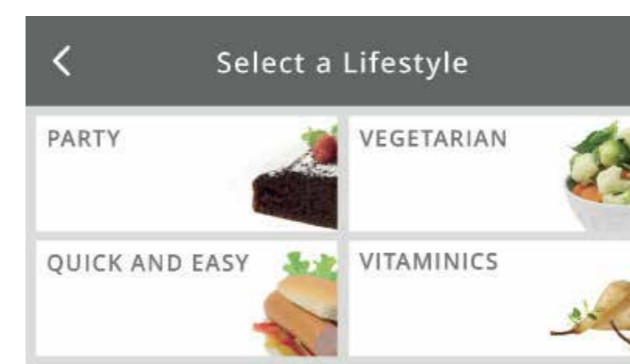 Select a Lifestyle
PARTY
VEGETARIAN
QUICK AND EASY
VITAMINICS